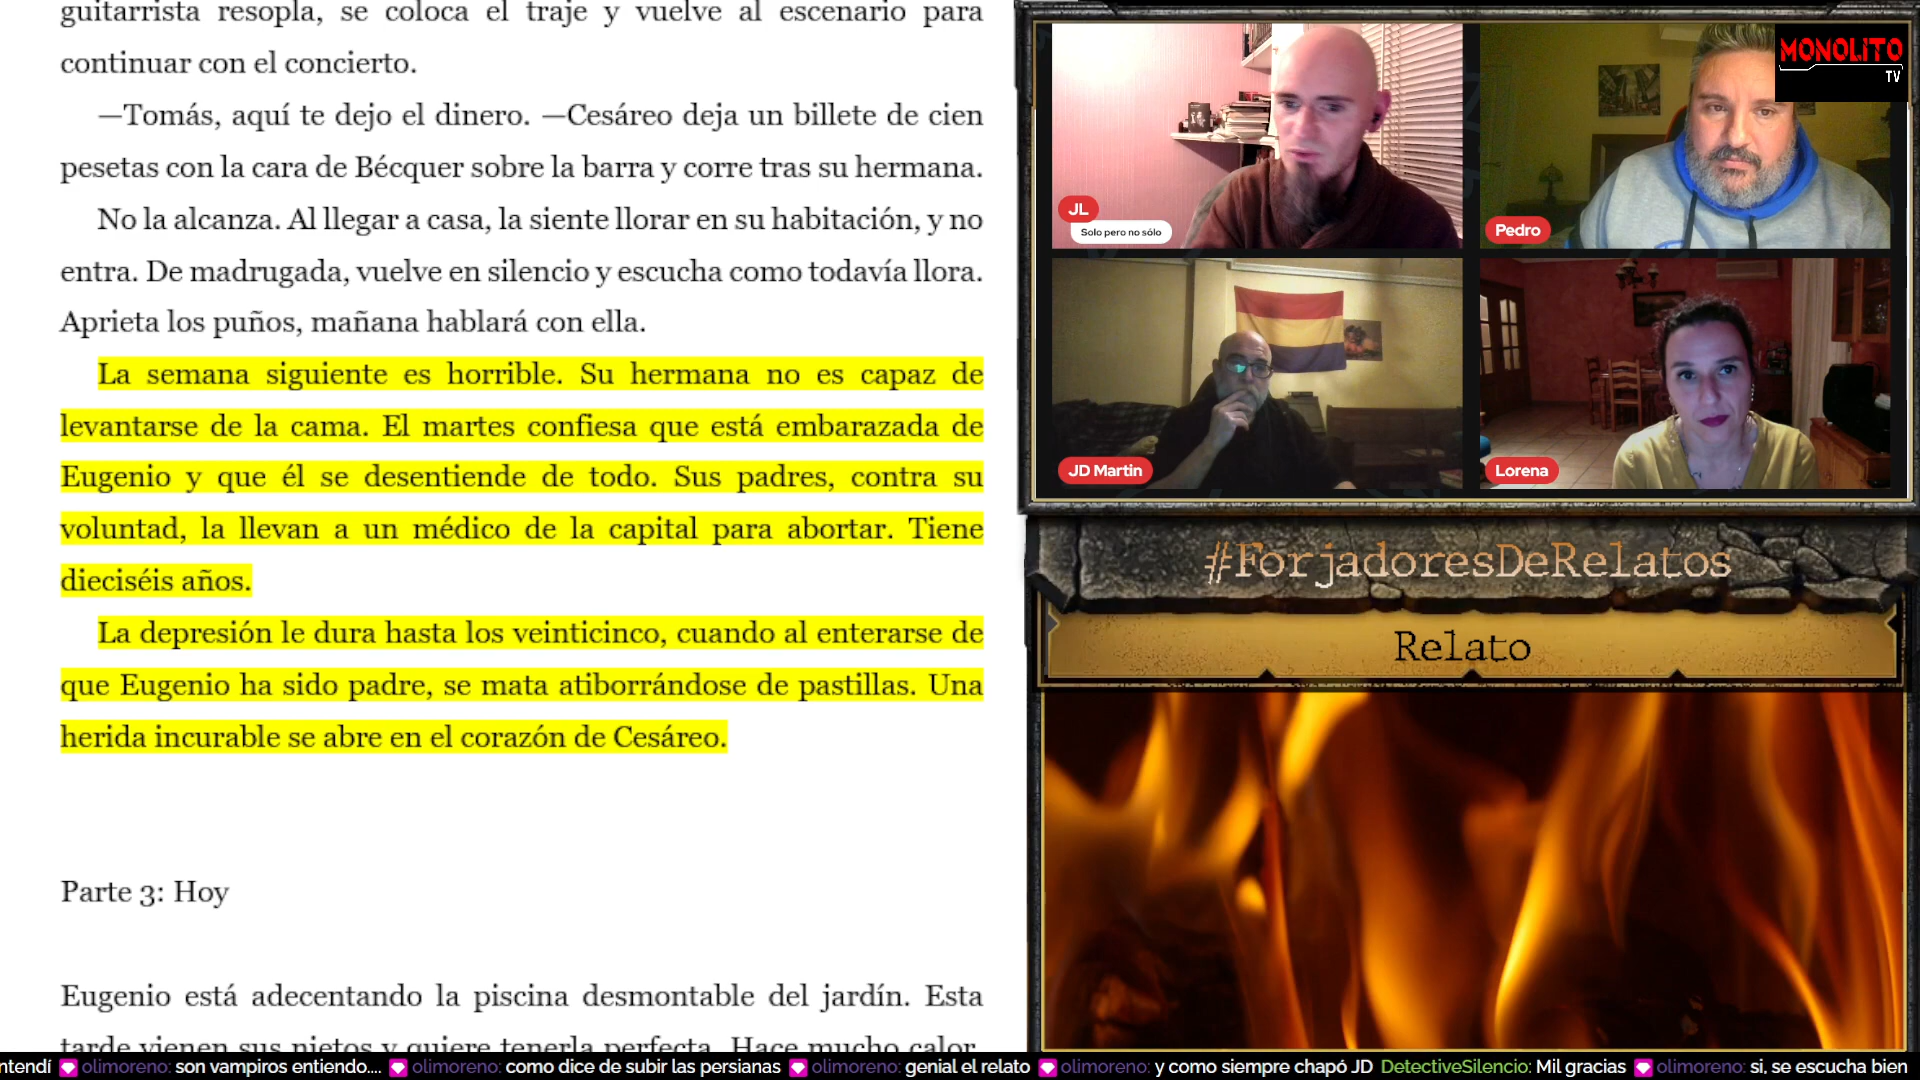 guitarrista resopla, se coloca el traje y vuelve al escenario para
continuar con el concierto.
—Tomás, aquí te dejo el dinero. —Cesáreo deja un billete de cien
pesetas con la cara de Bécquer sobre la barra y corre tras su hermana.
No la alcanza. Al llegar a casa, la siente llorar en su habitación, y no
entra. De madrugada, vuelve en silencio y escucha como todavía llora.
Aprieta los puños, mañana hablará con ella.
La semana siguiente es horrible. Su hermana no es capaz de
levantarse de la cama. El martes confiesa que está embarazada de
Eugenio y que él se desentiende de todo. Sus padres, contra su
voluntad, la llevan a un médico de la capital para abortar. Tiene
dieciséis años.
La depresión le dura hasta los veinticinco, cuando al enterarse de
que Eugenio ha sido padre, se mata atiborrándose de pastillas. Una
herida incurable se abre en el corazón de Cesáreo.
Parte 3: Hoy
Eugenio está adecentando la piscina desmontable del jardín. Esta
tarde vienen sus nietos y quiere tenerla perfecta. Hace mucho calor,
MONOLITO
TV
JL
Solo pero no sólo
Pedro
JD Martin
Lorena
#ForjadoresDeRelatos
Relato
ntendí olimoreno: son vampiros entiendo.... olimoreno: como dice de subir las persianas olimoreno: genial el relato olimoreno: y como siempre chapó JD DetectiveSilencio: Mil gracias olimoreno: si, se escucha bien